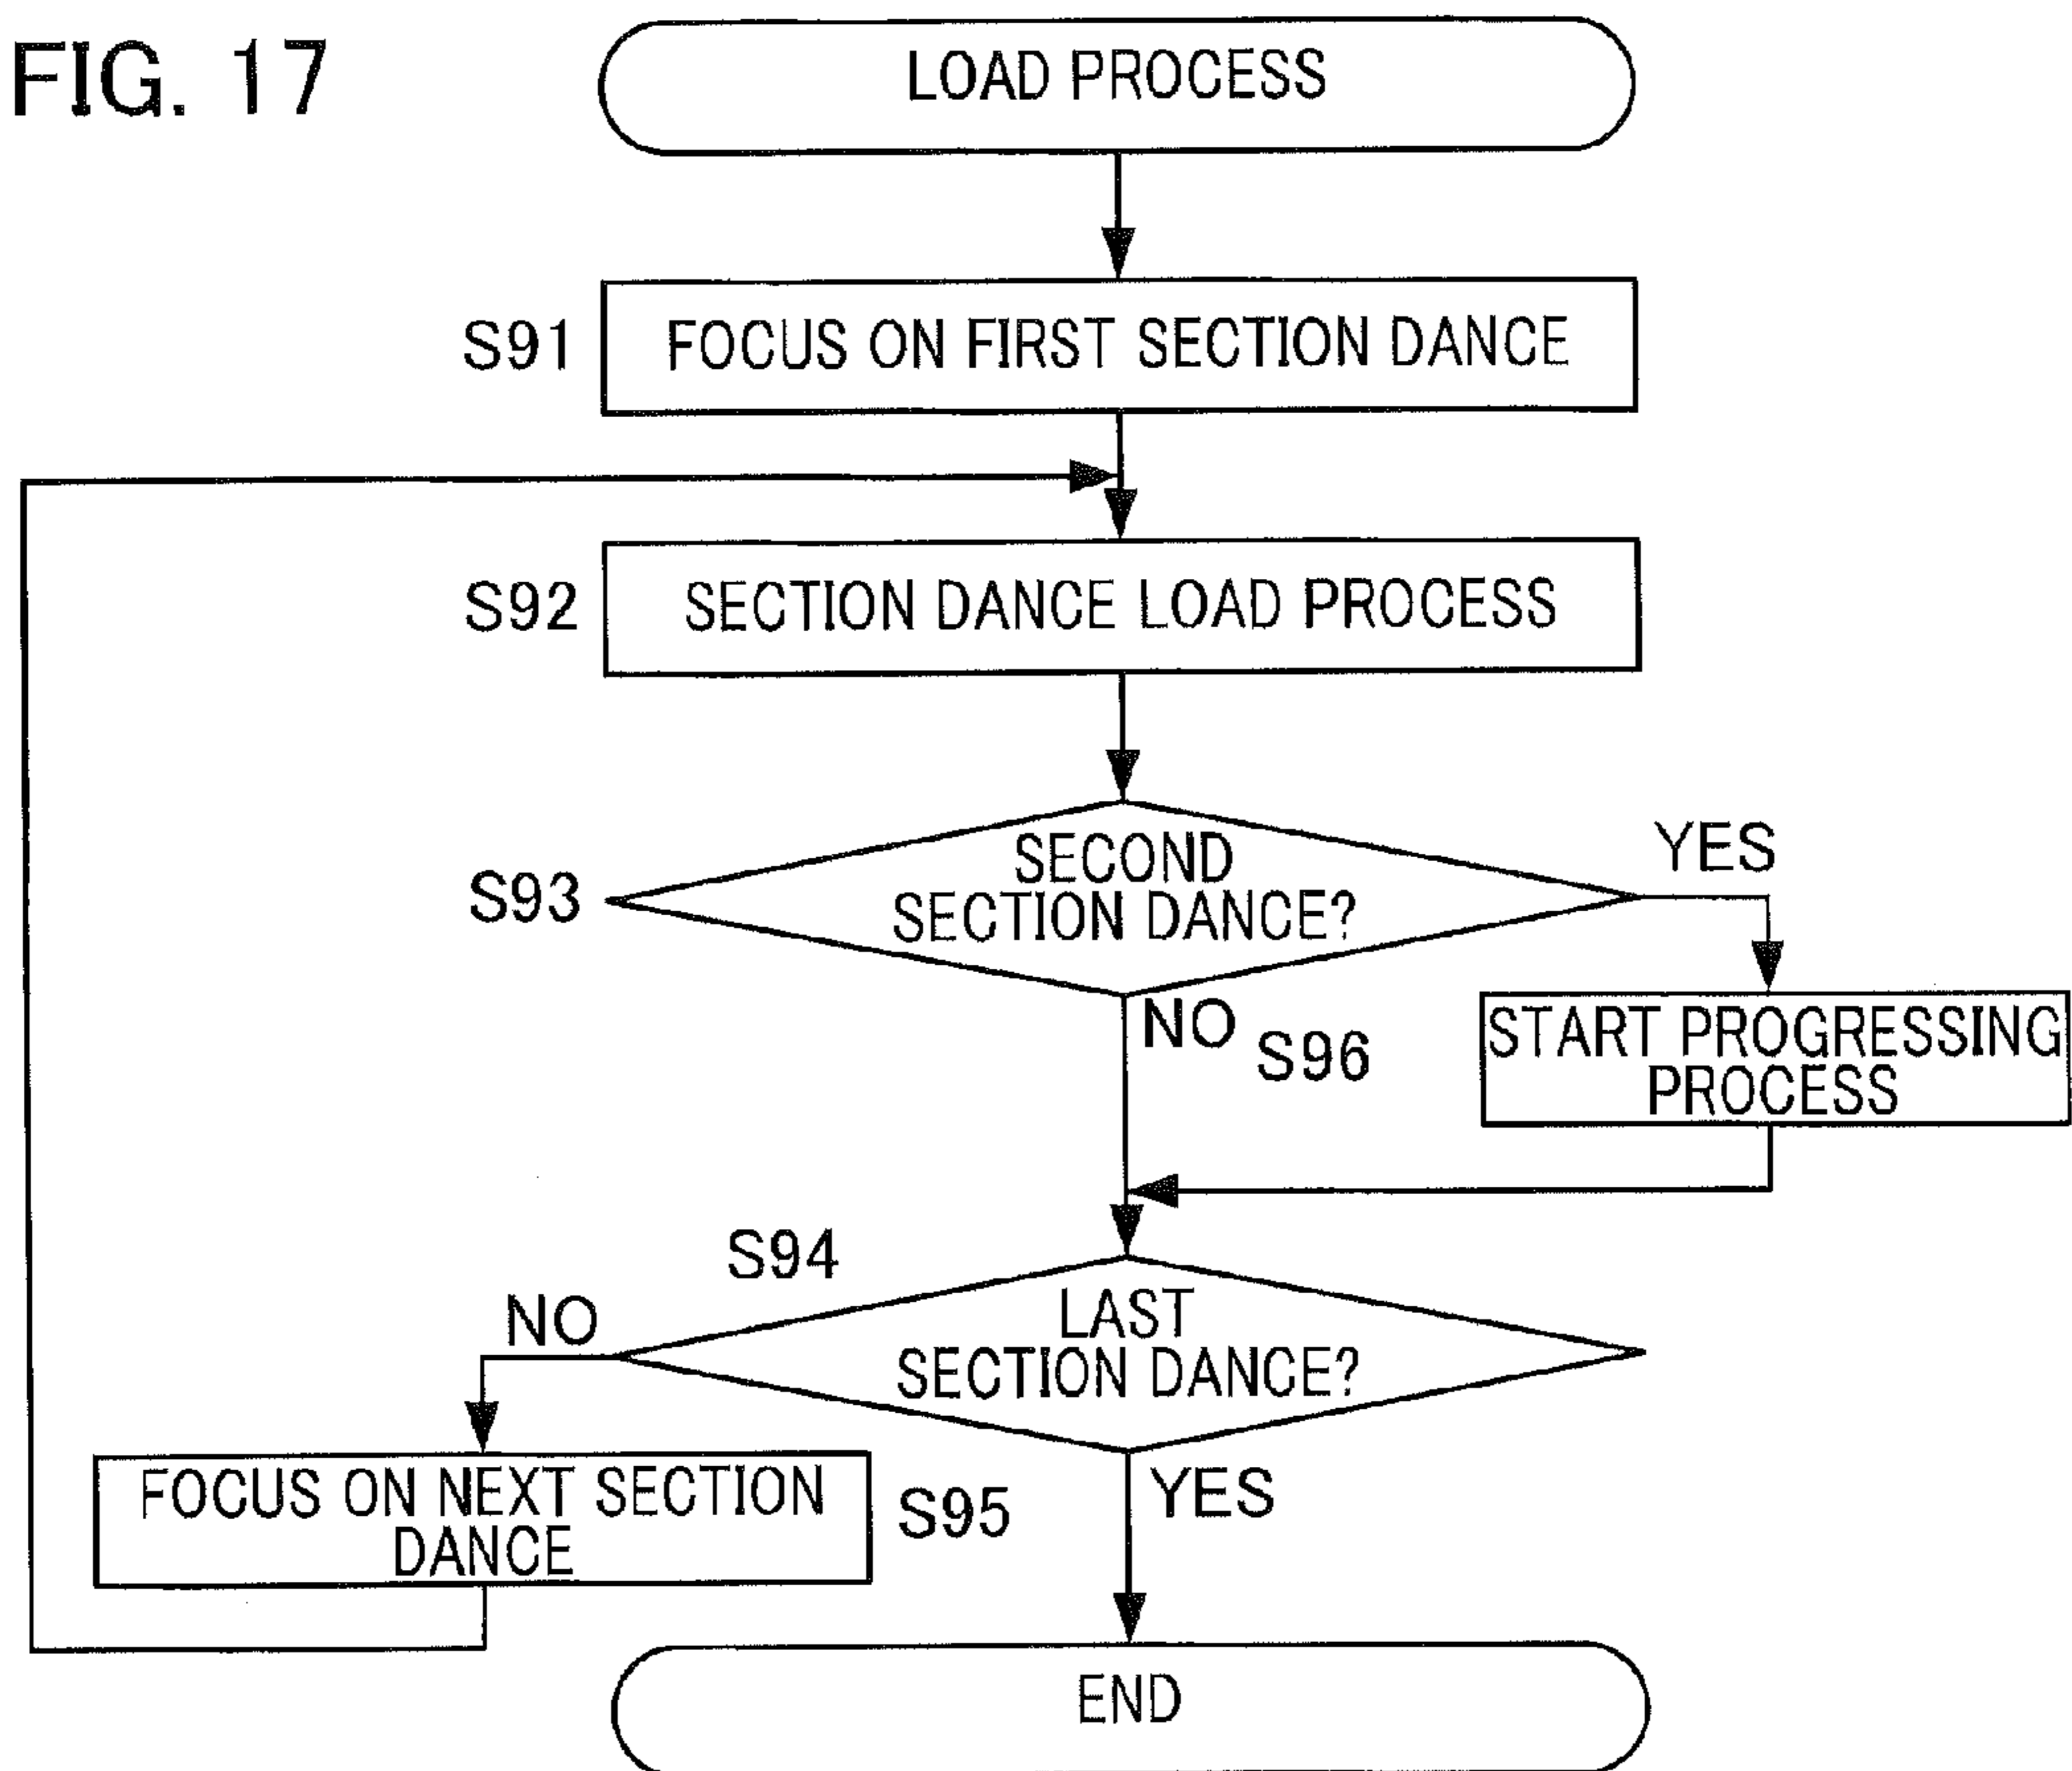 FIG. 17
LOAD PROCESS
S91
FOCUS ON FIRST SECTION DANCE
S92
SECTION DANCE LOAD PROCESS
S93
SECOND
SECTION DANCE?
YES
NO
S96
START PROGRESSING
PROCESS
S94
LAST
SECTION DANCE?
NO
YES
FOCUS ON NEXT SECTION
DANCE
S95
END